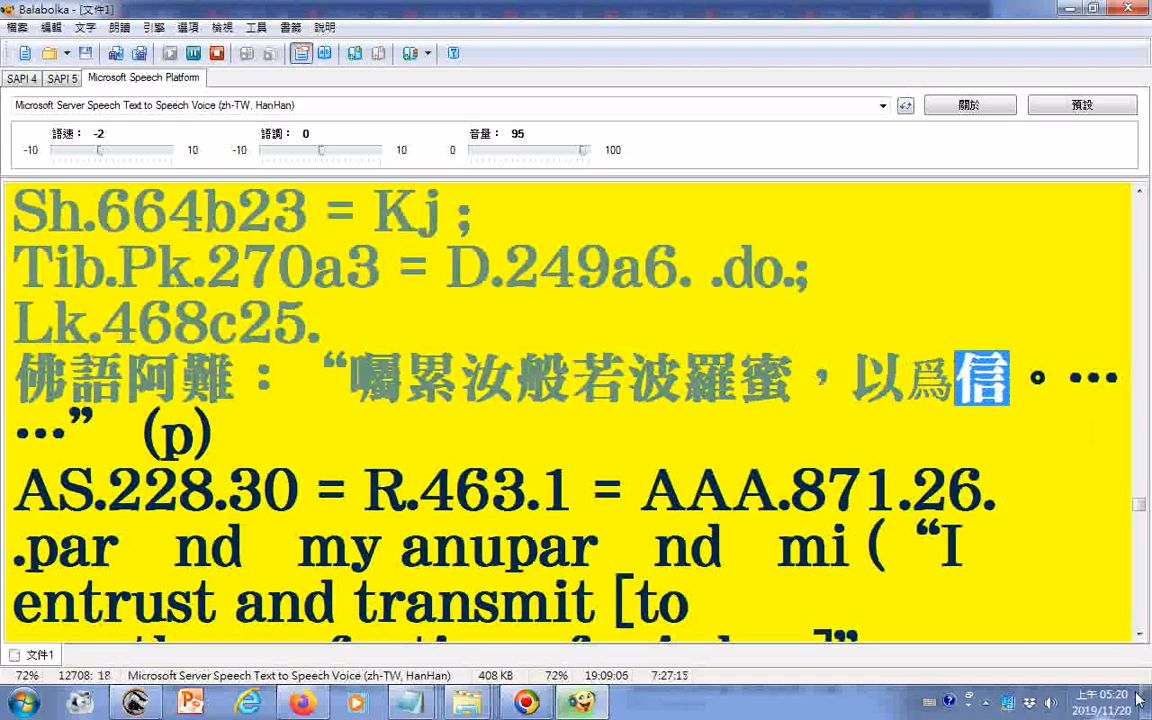 Balabolka - [文件1]
檔案 編輯 文字 朗讀 引擎 選項 檢視 工具 書籤 說明
SAPI 4 SAPI 5 Microsoft Speech Platform
Microsoft Server Speech Text to Speech Voice (zh-TW, HanHan) 關於 預設
語速： -2 語調： 0 音量： 95
-10 10 -10 10 0 100
Sh.664b23 = Kj ;
Tib.Pk.270a3 = D.249a6. .do.;
Lk.468c25.
佛語阿難：“囑累汝般若波羅蜜，以爲信。…
…” (p)
AS.228.30 = R.463.1 = AAA.871.26.
.par nd my anupar nd mi ( “I
entrust and transmit [to
文件1
72% 12708: 18 Microsoft Server Speech Text to Speech Voice (zh-TW, HanHan) 408 KB 72% 19:09:05 7:27:15
上午 05:20
2019/11/20